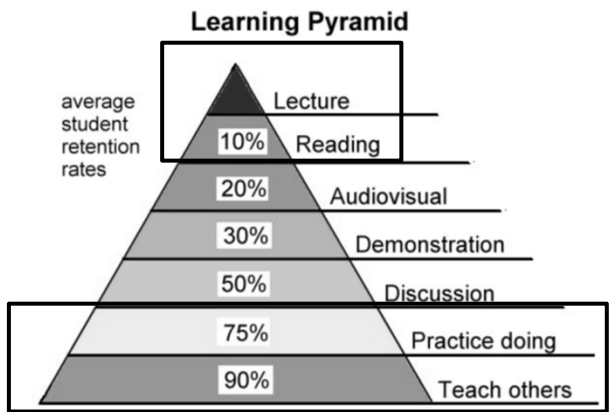 Learning Pyramid
average
student
retention
rates
Lecture
10% Reading
20% Audiovisual
30% Demonstration
50% Discussion
75% Practice doing
90% Teach others